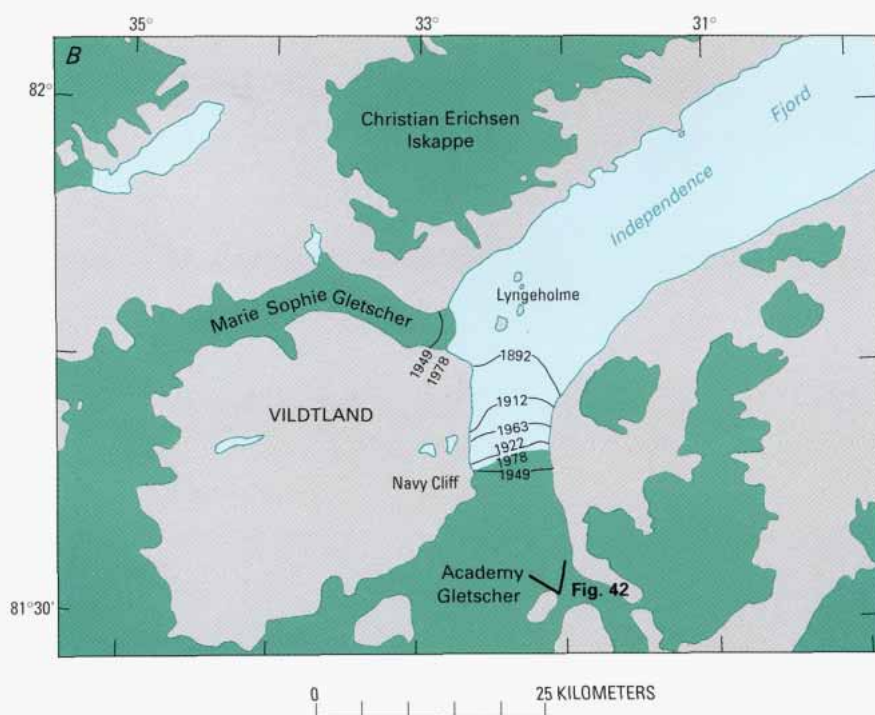 35°
33°
31°
B
82°
Christian Erichsen
Iskappe
Fjord
Independence
Lyngeholme
Marie Sophie Gletscher
1949
1978
1892
VILDTLAND
1912
1963
1922
1978
1949
Navy Cliff
Academy
Gletscher
Fig. 42
81°30'
0
25 KILOMETERS